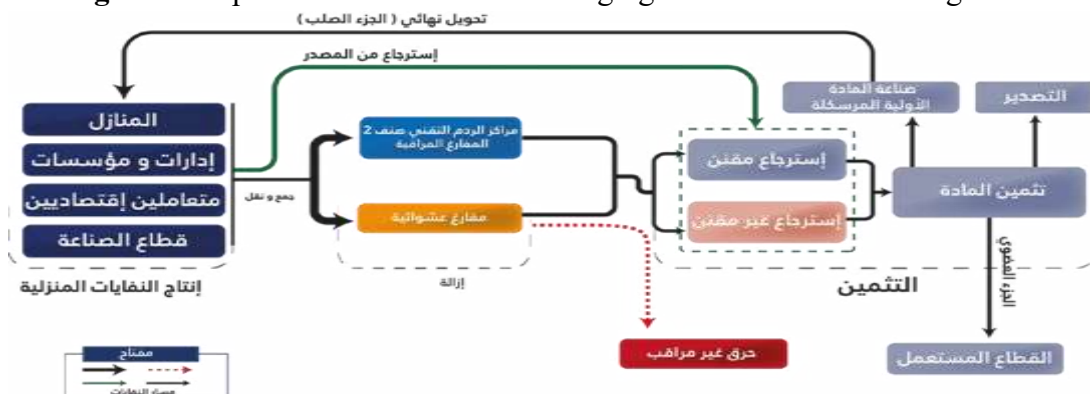 تحويل نهائي ( الجزء الصلب )
إسترجاع من المصدر
المنازل
إدارات و مؤسسات
متعاملين إقتصاديين
قطاع الصناعة
إنتاج النفايات المنزلية
جمع و نقل
مراكز الردم التقني صنف 2
المفارغ المراقبة
مفارغ عشوائية
إزالة
حرق غير مراقب
إسترجاع مقنن
إسترجاع غير مقنن
التثمين
صناعة المادة
الأولية المرسكلة
التصدير
تثمين المادة
الجزء العضوي
القطاع المستعمل
مفتاح
مسار النفايات